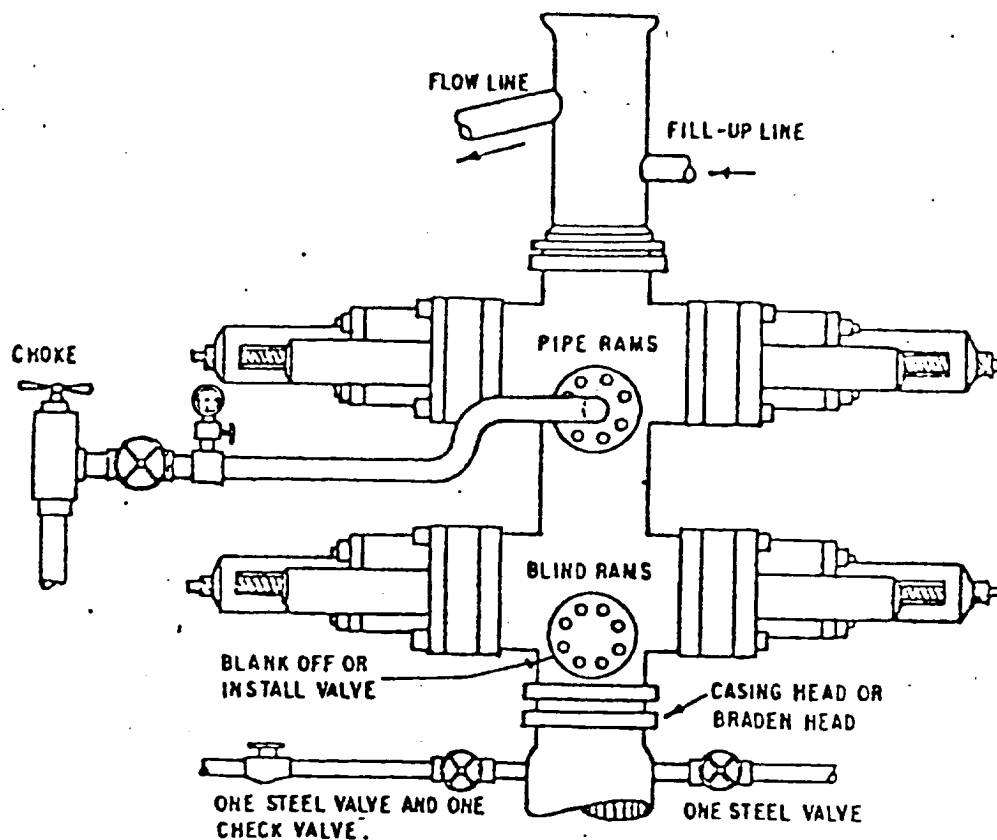 FLOW LINE
FILL-UP LINE
CHOKE
PIPE RAMS
BLIND RAMS
BLANK OFF OR
INSTALL VALVE
CASING HEAD OR
BRADEN HEAD
ONE STEEL VALVE AND ONE
CHECK VALVE.
ONE STEEL VALVE